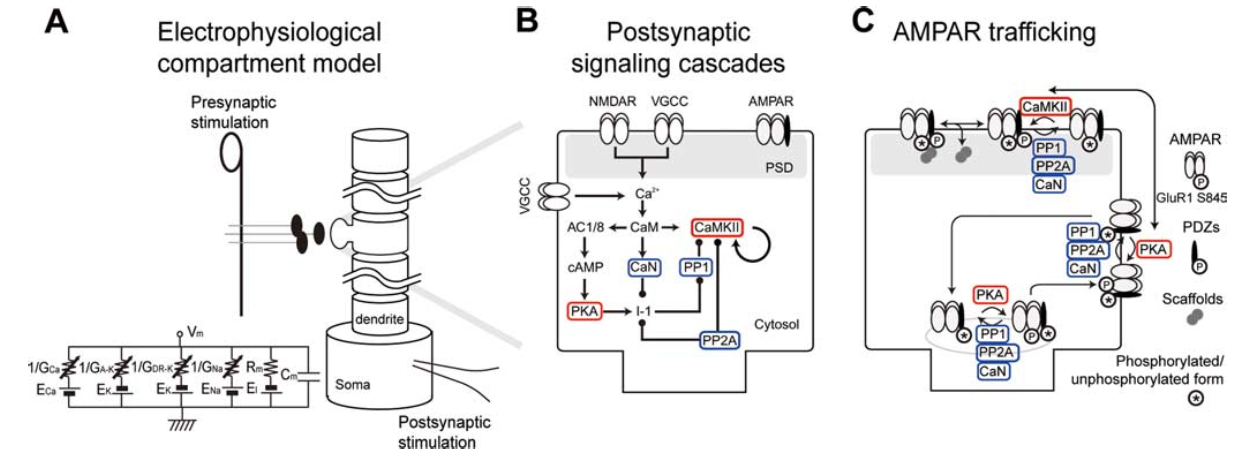 A
Electrophysiological
compartment model
Presynaptic
stimulation
dendrite
Soma
Postsynaptic
stimulation
Vm
1/GCa
1/GA-K
1/GDR-K
1/GNa
Rm
Cm
ECa
EK
EK
ENa
El
B
Postsynaptic
signaling cascades
NMDAR VGCC AMPAR
PSD
VGCC
Ca2+
AC1/8 CaM CaMKII
cAMP CaN PP1
PKA I-1
Cytosol
PP2A
C
AMPAR trafficking
CaMKII
* P * P *
PP1
PP2A
CaN
AMPAR
P
GluR1 S845
PP1 *
PP2A PKA
CaN
P
*
PDZs
P
Scaffolds
PKA
* P *
PP1
PP2A
CaN
Phosphorylated/
unphosphorylated form
*